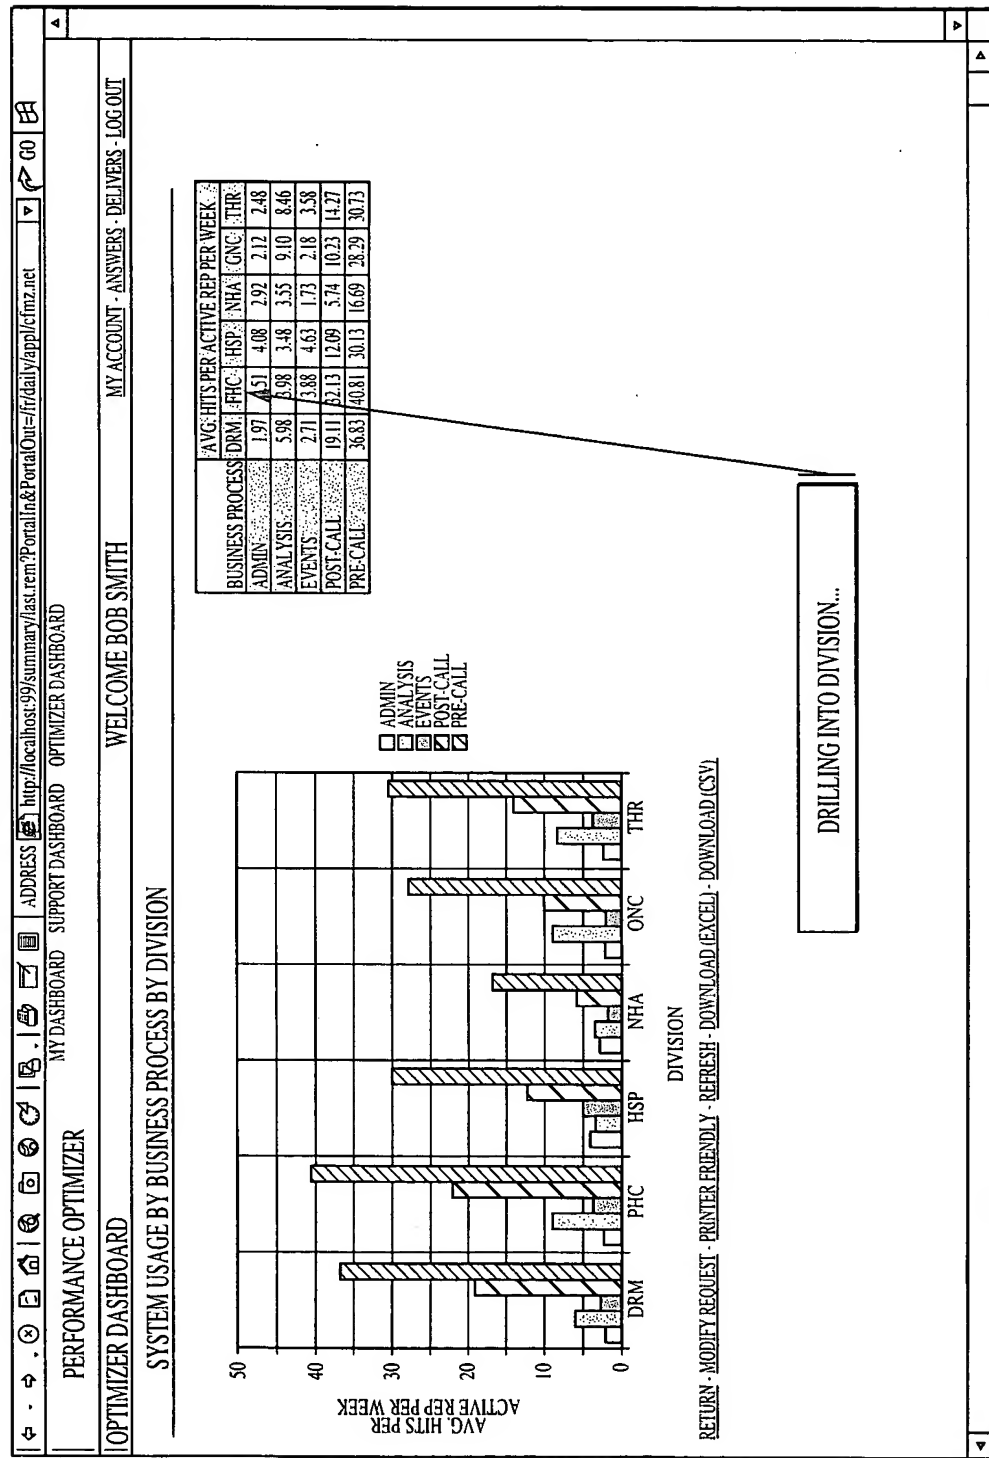 ADDRESS http://localhost:99/summary/last.rem?PortalIn&PortalOut=/fr/daily/appl/cfmz.net GO
MY DASHBOARD SUPPORT DASHBOARD OPTIMIZER DASHBOARD
PERFORMANCE OPTIMIZER
OPTIMIZER DASHBOARD WELCOME BOB SMITH MY ACCOUNT - ANSWERS - DELIVERS - LOG OUT
SYSTEM USAGE BY BUSINESS PROCESS BY DIVISION
AVG. HITS PER
ACTIVE REP PER WEEK
50
40
30
20
10
0
DRM PHC HSP NHA ONC THR
DIVISION
ADMIN
ANALYSIS
EVENTS
POST-CALL
PRE-CALL
AVG. HITS PER ACTIVE REP PER WEEK
BUSINESS PROCESS DRM FHC HSP NHA GNC THR
ADMIN 1.97 4.08 2.92 2.12 2.48
ANALYSIS 5.98 3.98 3.48 3.55 9.10 8.46
EVENTS 2.71 3.88 4.63 1.73 2.18 3.58
POST-CALL 19.11 32.13 12.09 5.74 10.23 14.27
PRE-CALL 36.83 40.81 30.13 16.69 28.29 30.73
RETURN - MODIFY REQUEST - PRINTER FRIENDLY - REFRESH - DOWNLOAD (EXCEL) - DOWNLOAD (CSV)
DRILLING INTO DIVISION...